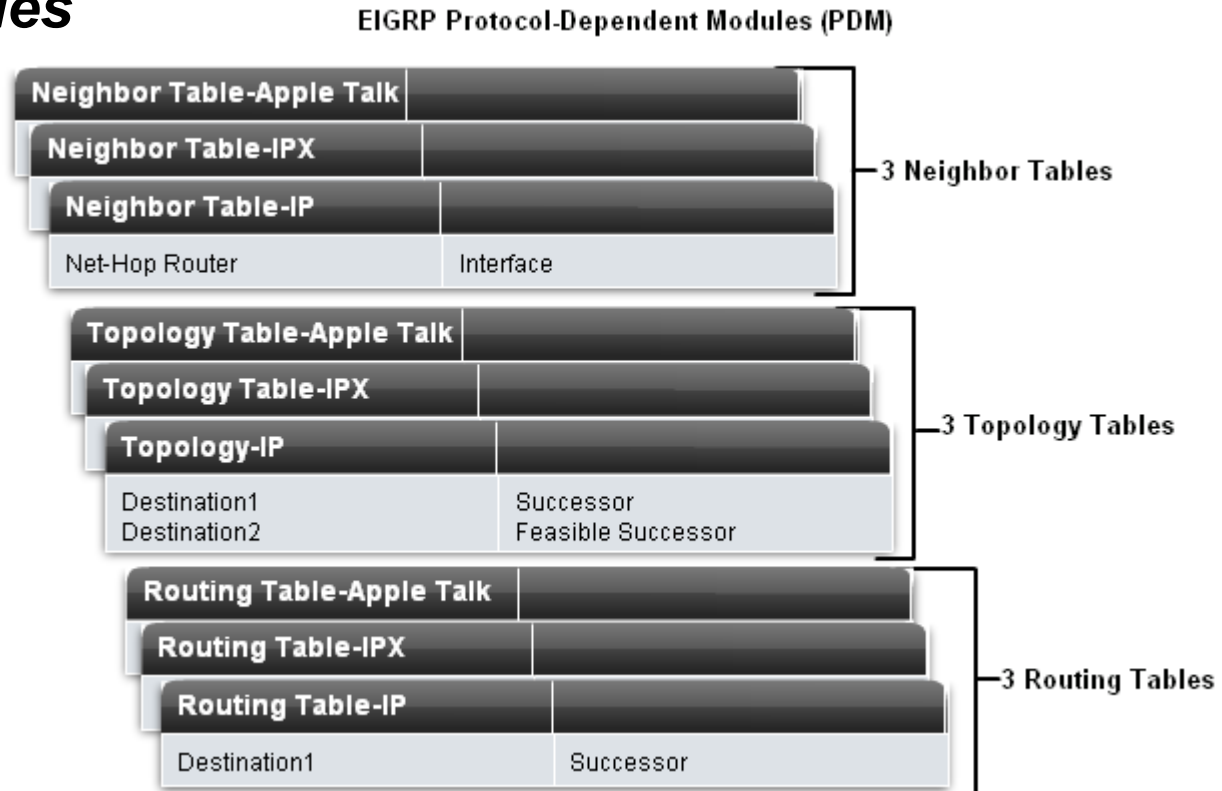 EIGRP Protocol-Dependent Modules (PDM)
Neighbor Table-Apple Talk
Neighbor Table-IPX
Neighbor Table-IP
Net-Hop Router Interface
3 Neighbor Tables
Topology Table-Apple Talk
Topology Table-IPX
Topology-IP
Destination1 Successor
Destination2 Feasible Successor
3 Topology Tables
Routing Table-Apple Talk
Routing Table-IPX
Routing Table-IP
Destination1 Successor
3 Routing Tables